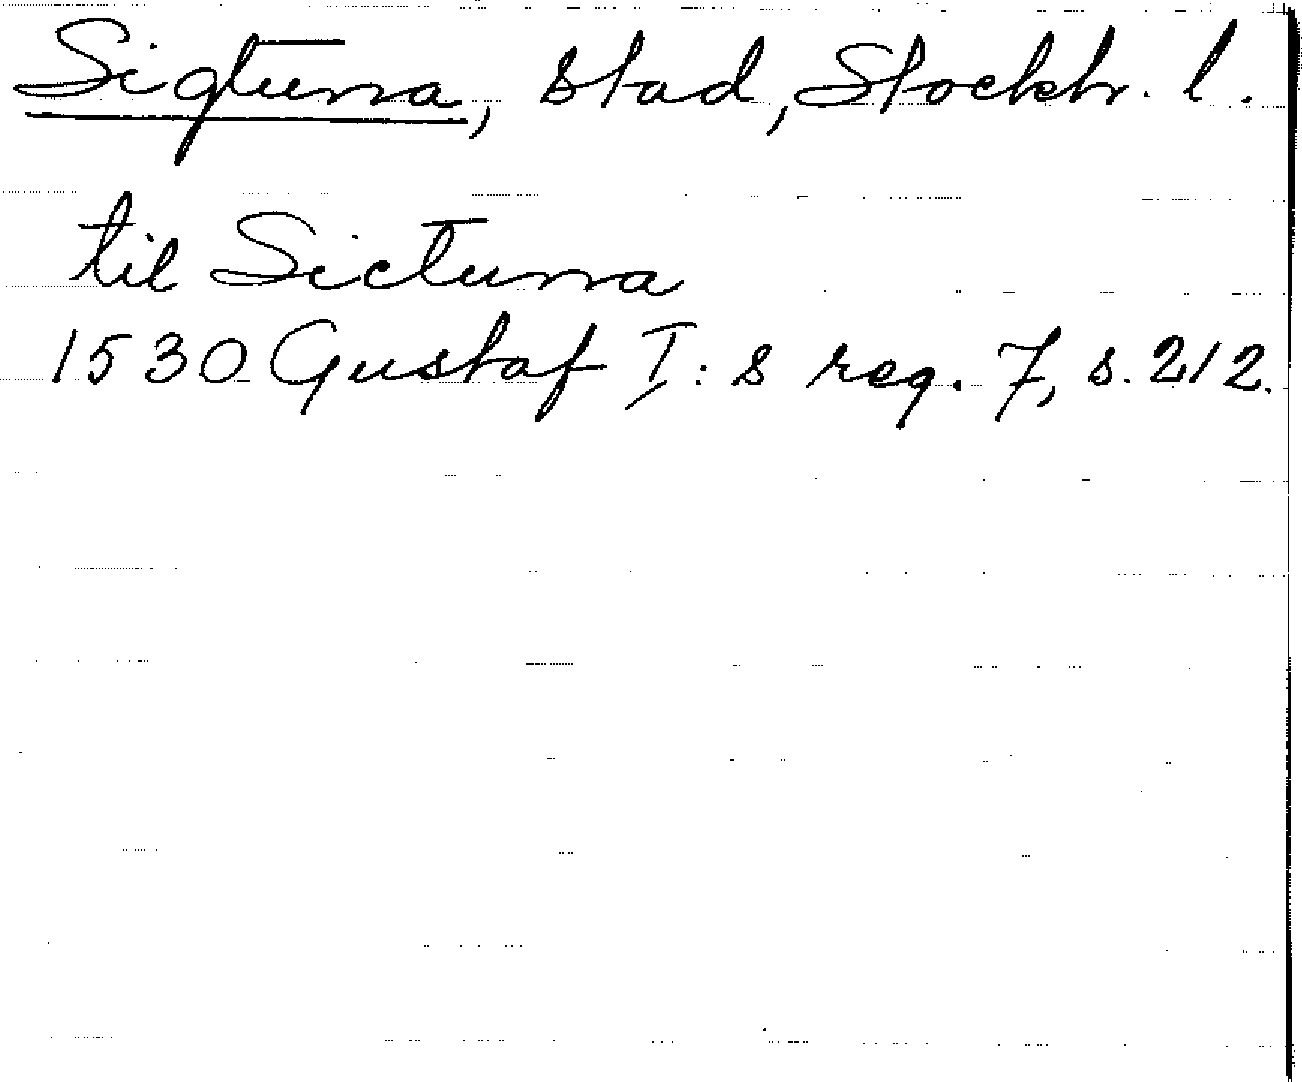 Sigtuna, stad, Stockh. l.
til Sictuna
1530 Gustaf I:s reg. 7, s. 212.